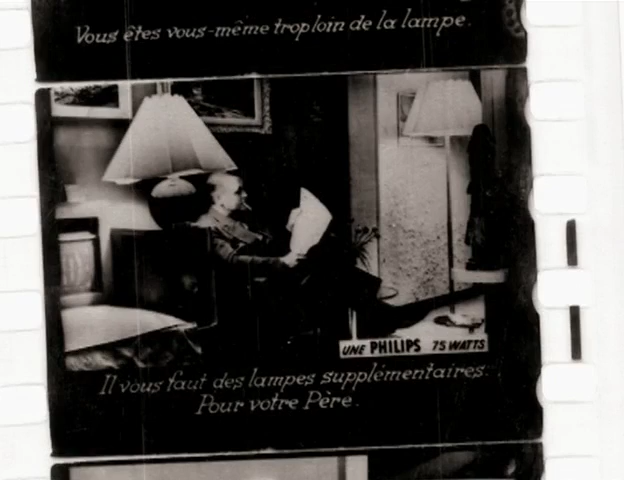 Vous êtes vous-même trop loin de la lampe.
UNE PHILIPS 75 WATTS
Il vous faut des lampes supplémentaires.
Pour votre Père.